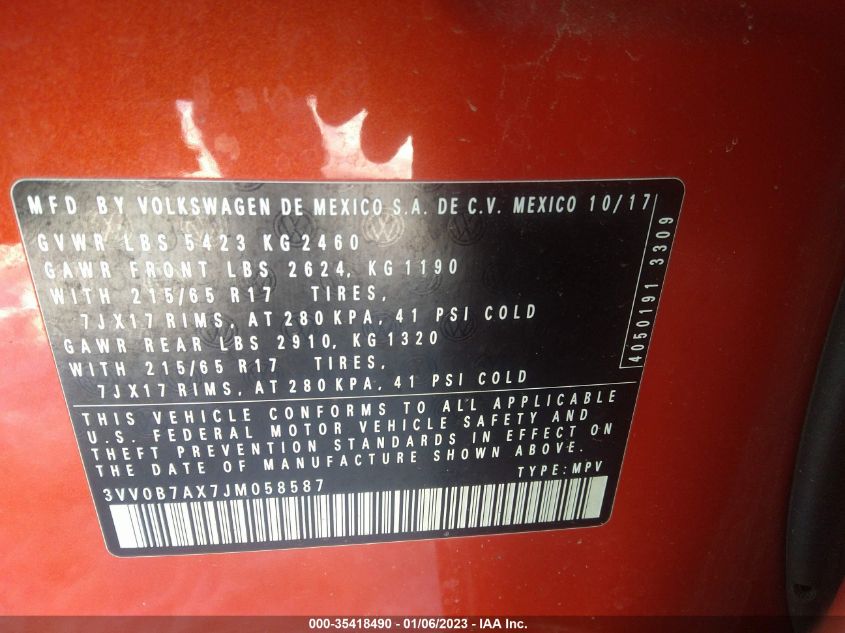 MFD BY VOLKSWAGEN DE MEXICO S.A. DE C.V. MEXICO 10/17
GVWR LBS 5423 KG 2460
GAWR FRONT LBS 2624, KG 1190
WITH 215/65 R17 TIRES,
7JX17 RIMS, AT 280 KPA, 41 PSI COLD
GAWR REAR LBS 2910, KG 1320
WITH 215/65 R17 TIRES,
7JX17 RIMS, AT 280 KPA, 41 PSI COLD
4050191 3309
THIS VEHICLE CONFORMS TO ALL APPLICABLE
U.S. FEDERAL MOTOR VEHICLE SAFETY AND
THEFT PREVENTION STANDARDS IN EFFECT ON
THE DATE OF MANUFACTURE SHOWN ABOVE.
3VV0B7AX7JM058587 TYPE: MPV
000-35418490 - 01/06/2023 - IAA Inc.